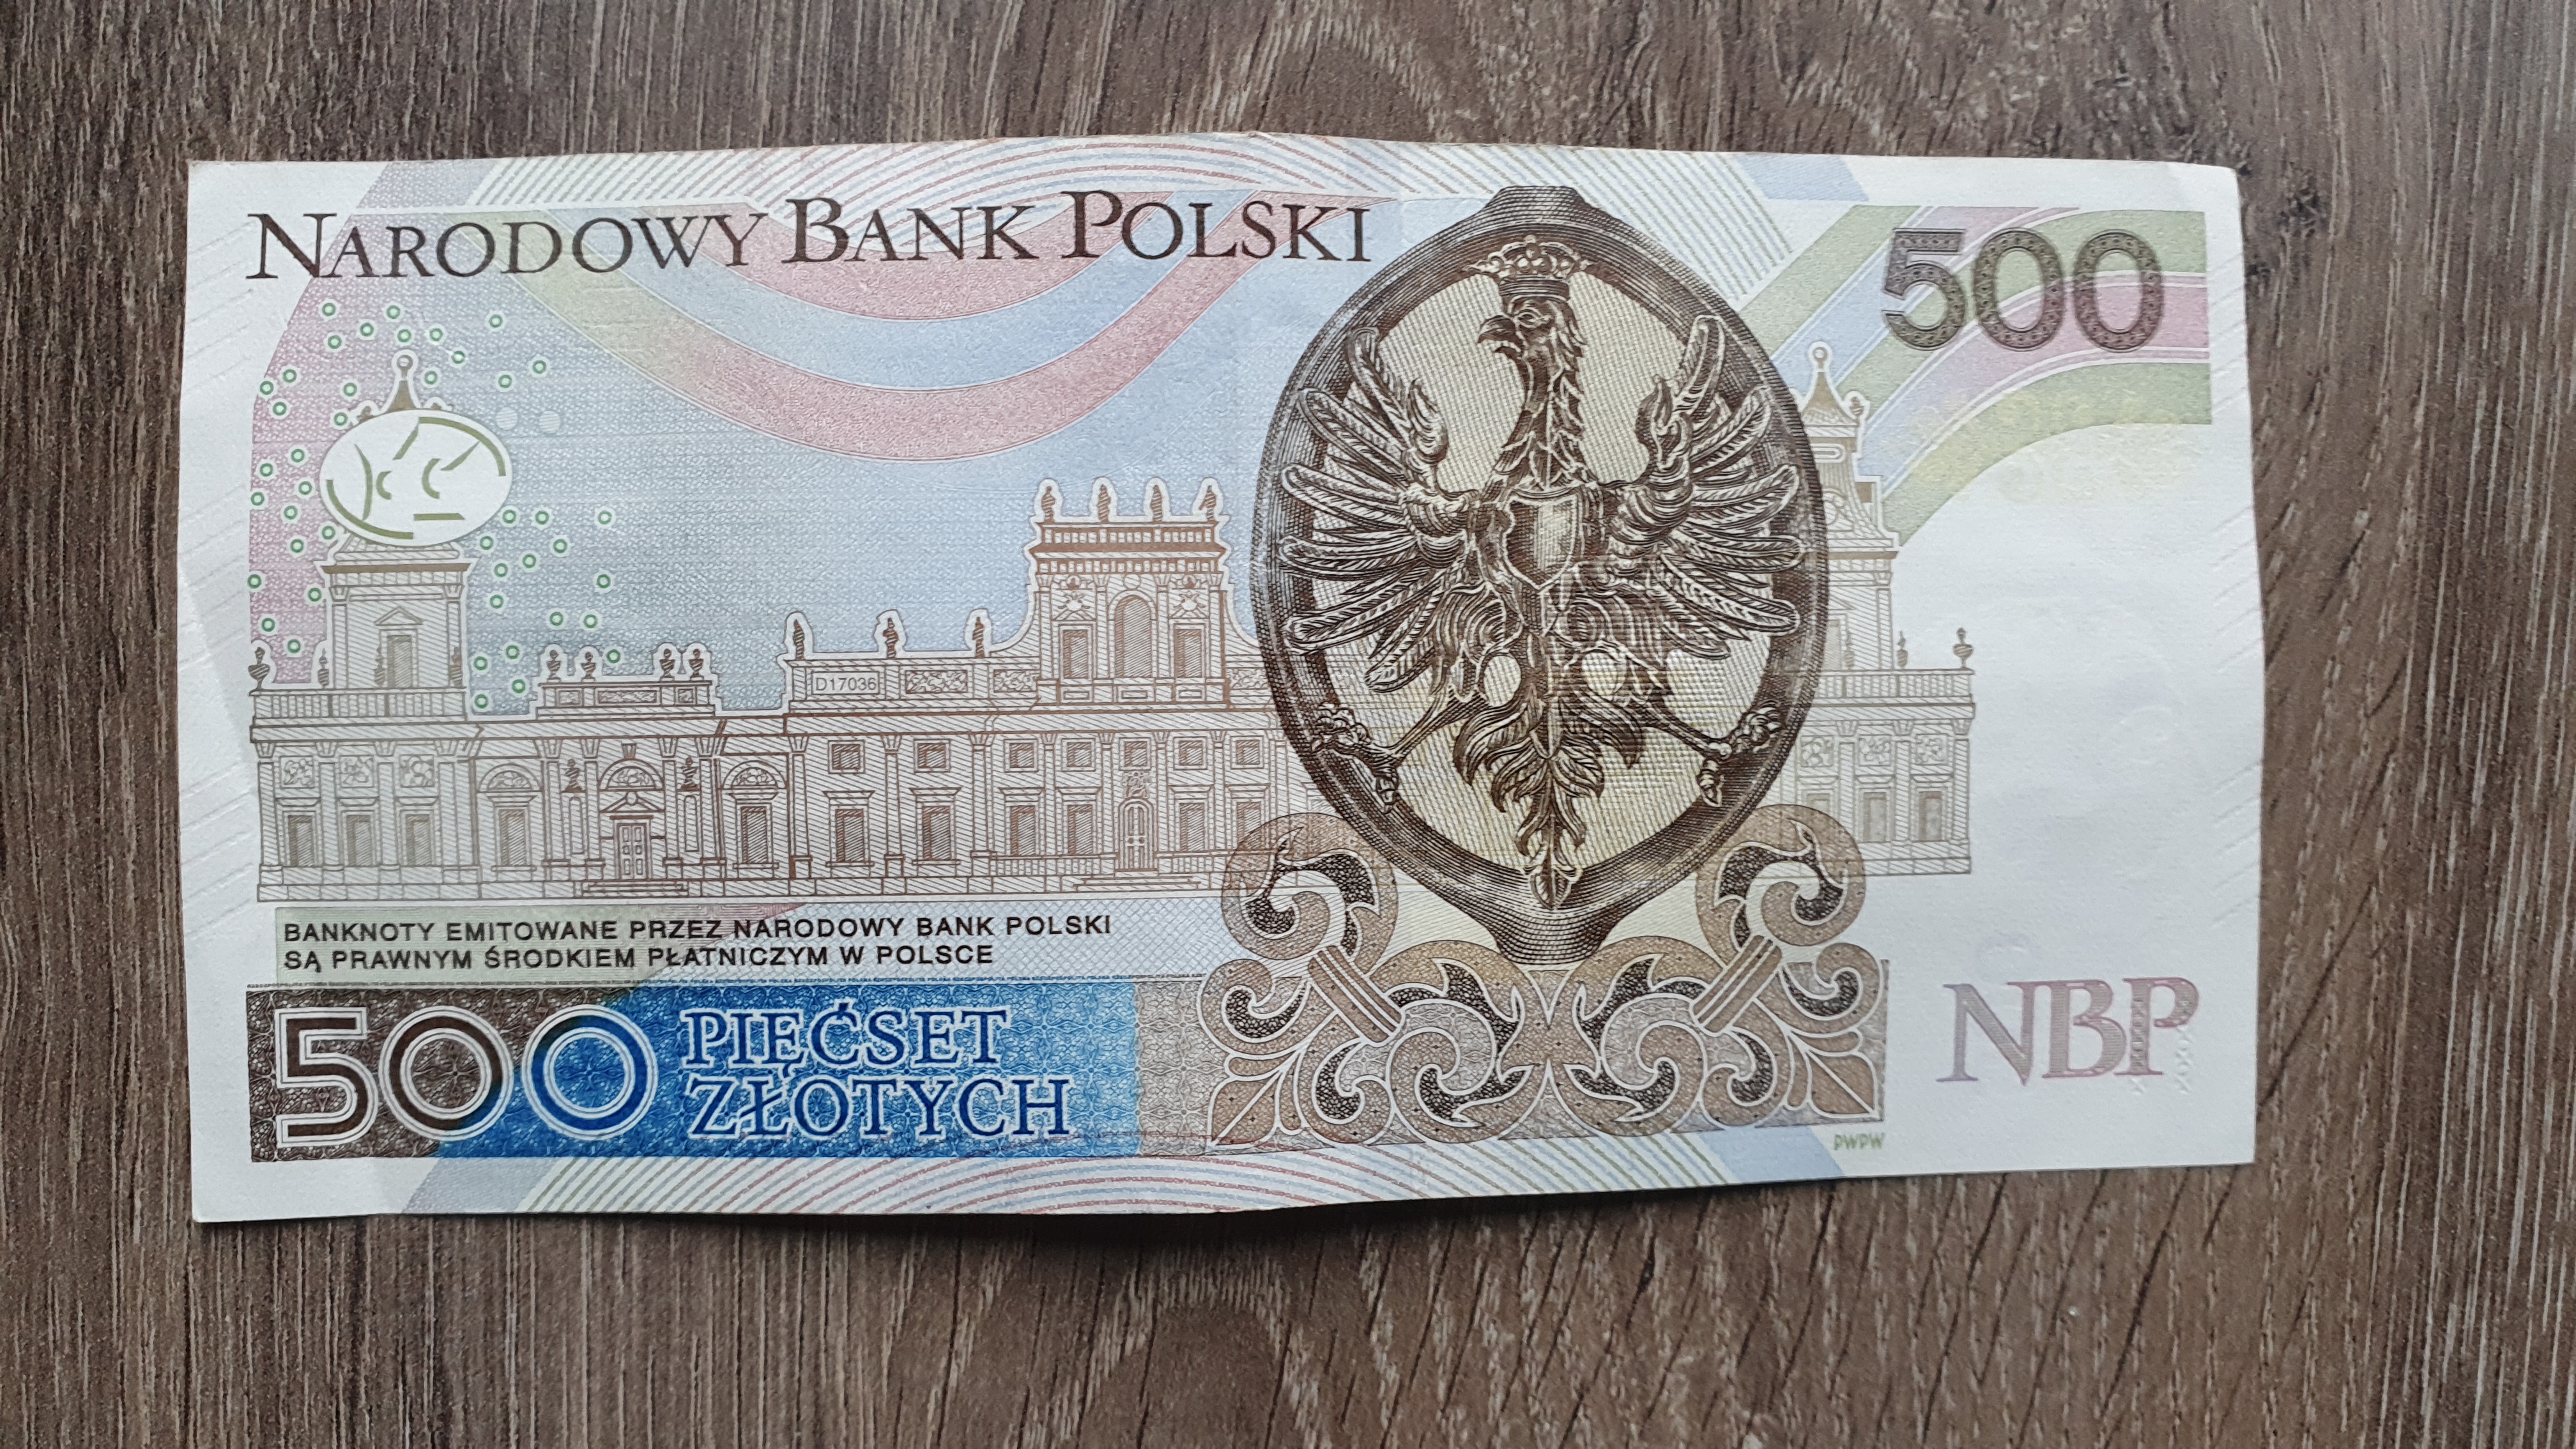 NARODOWY BANK POLSKI
500
D17036
BANKNOTY EMITOWANE PRZEZ NARODOWY BANK POLSKI
SĄ PRAWNYM ŚRODKIEM PŁATNICZYM W POLSCE
500 PIĘĆSET
ZŁOTYCH
NBP
PWPW